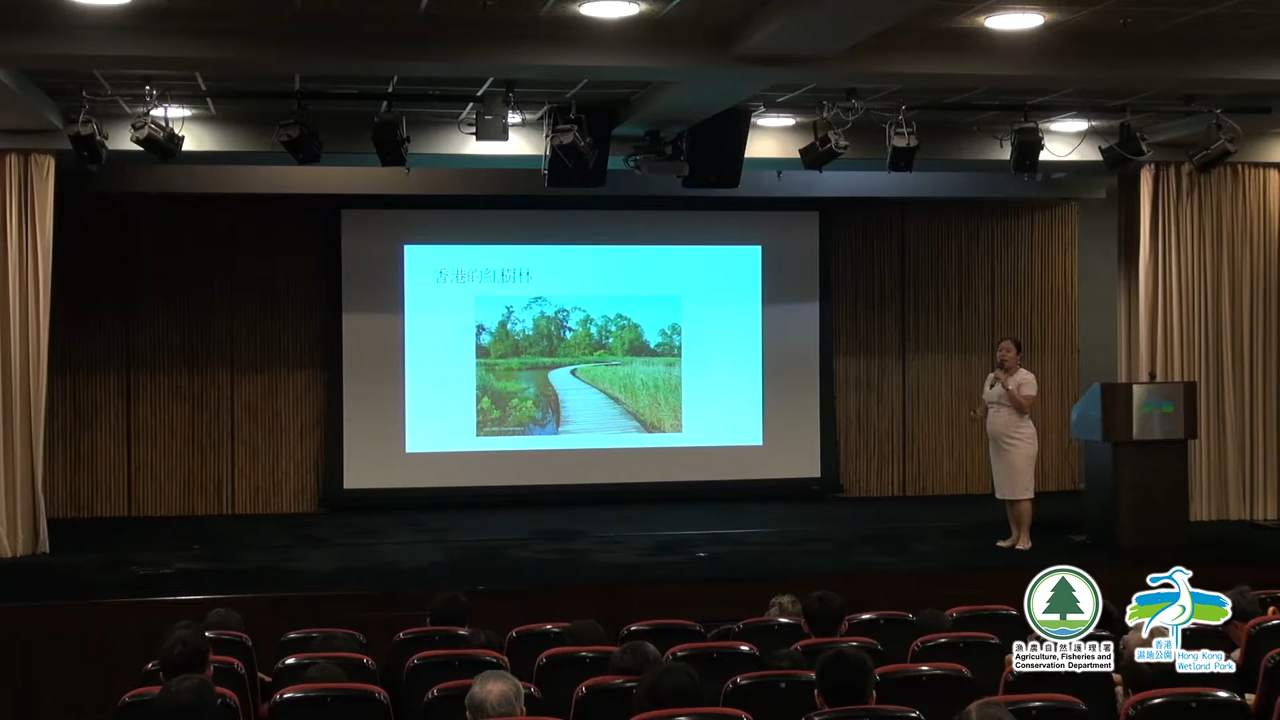 香港的紅樹林
漁農自然護理署
Agriculture, Fisheries and
Conservation Department
香港
濕地公園
Hong Kong
Wetland Park